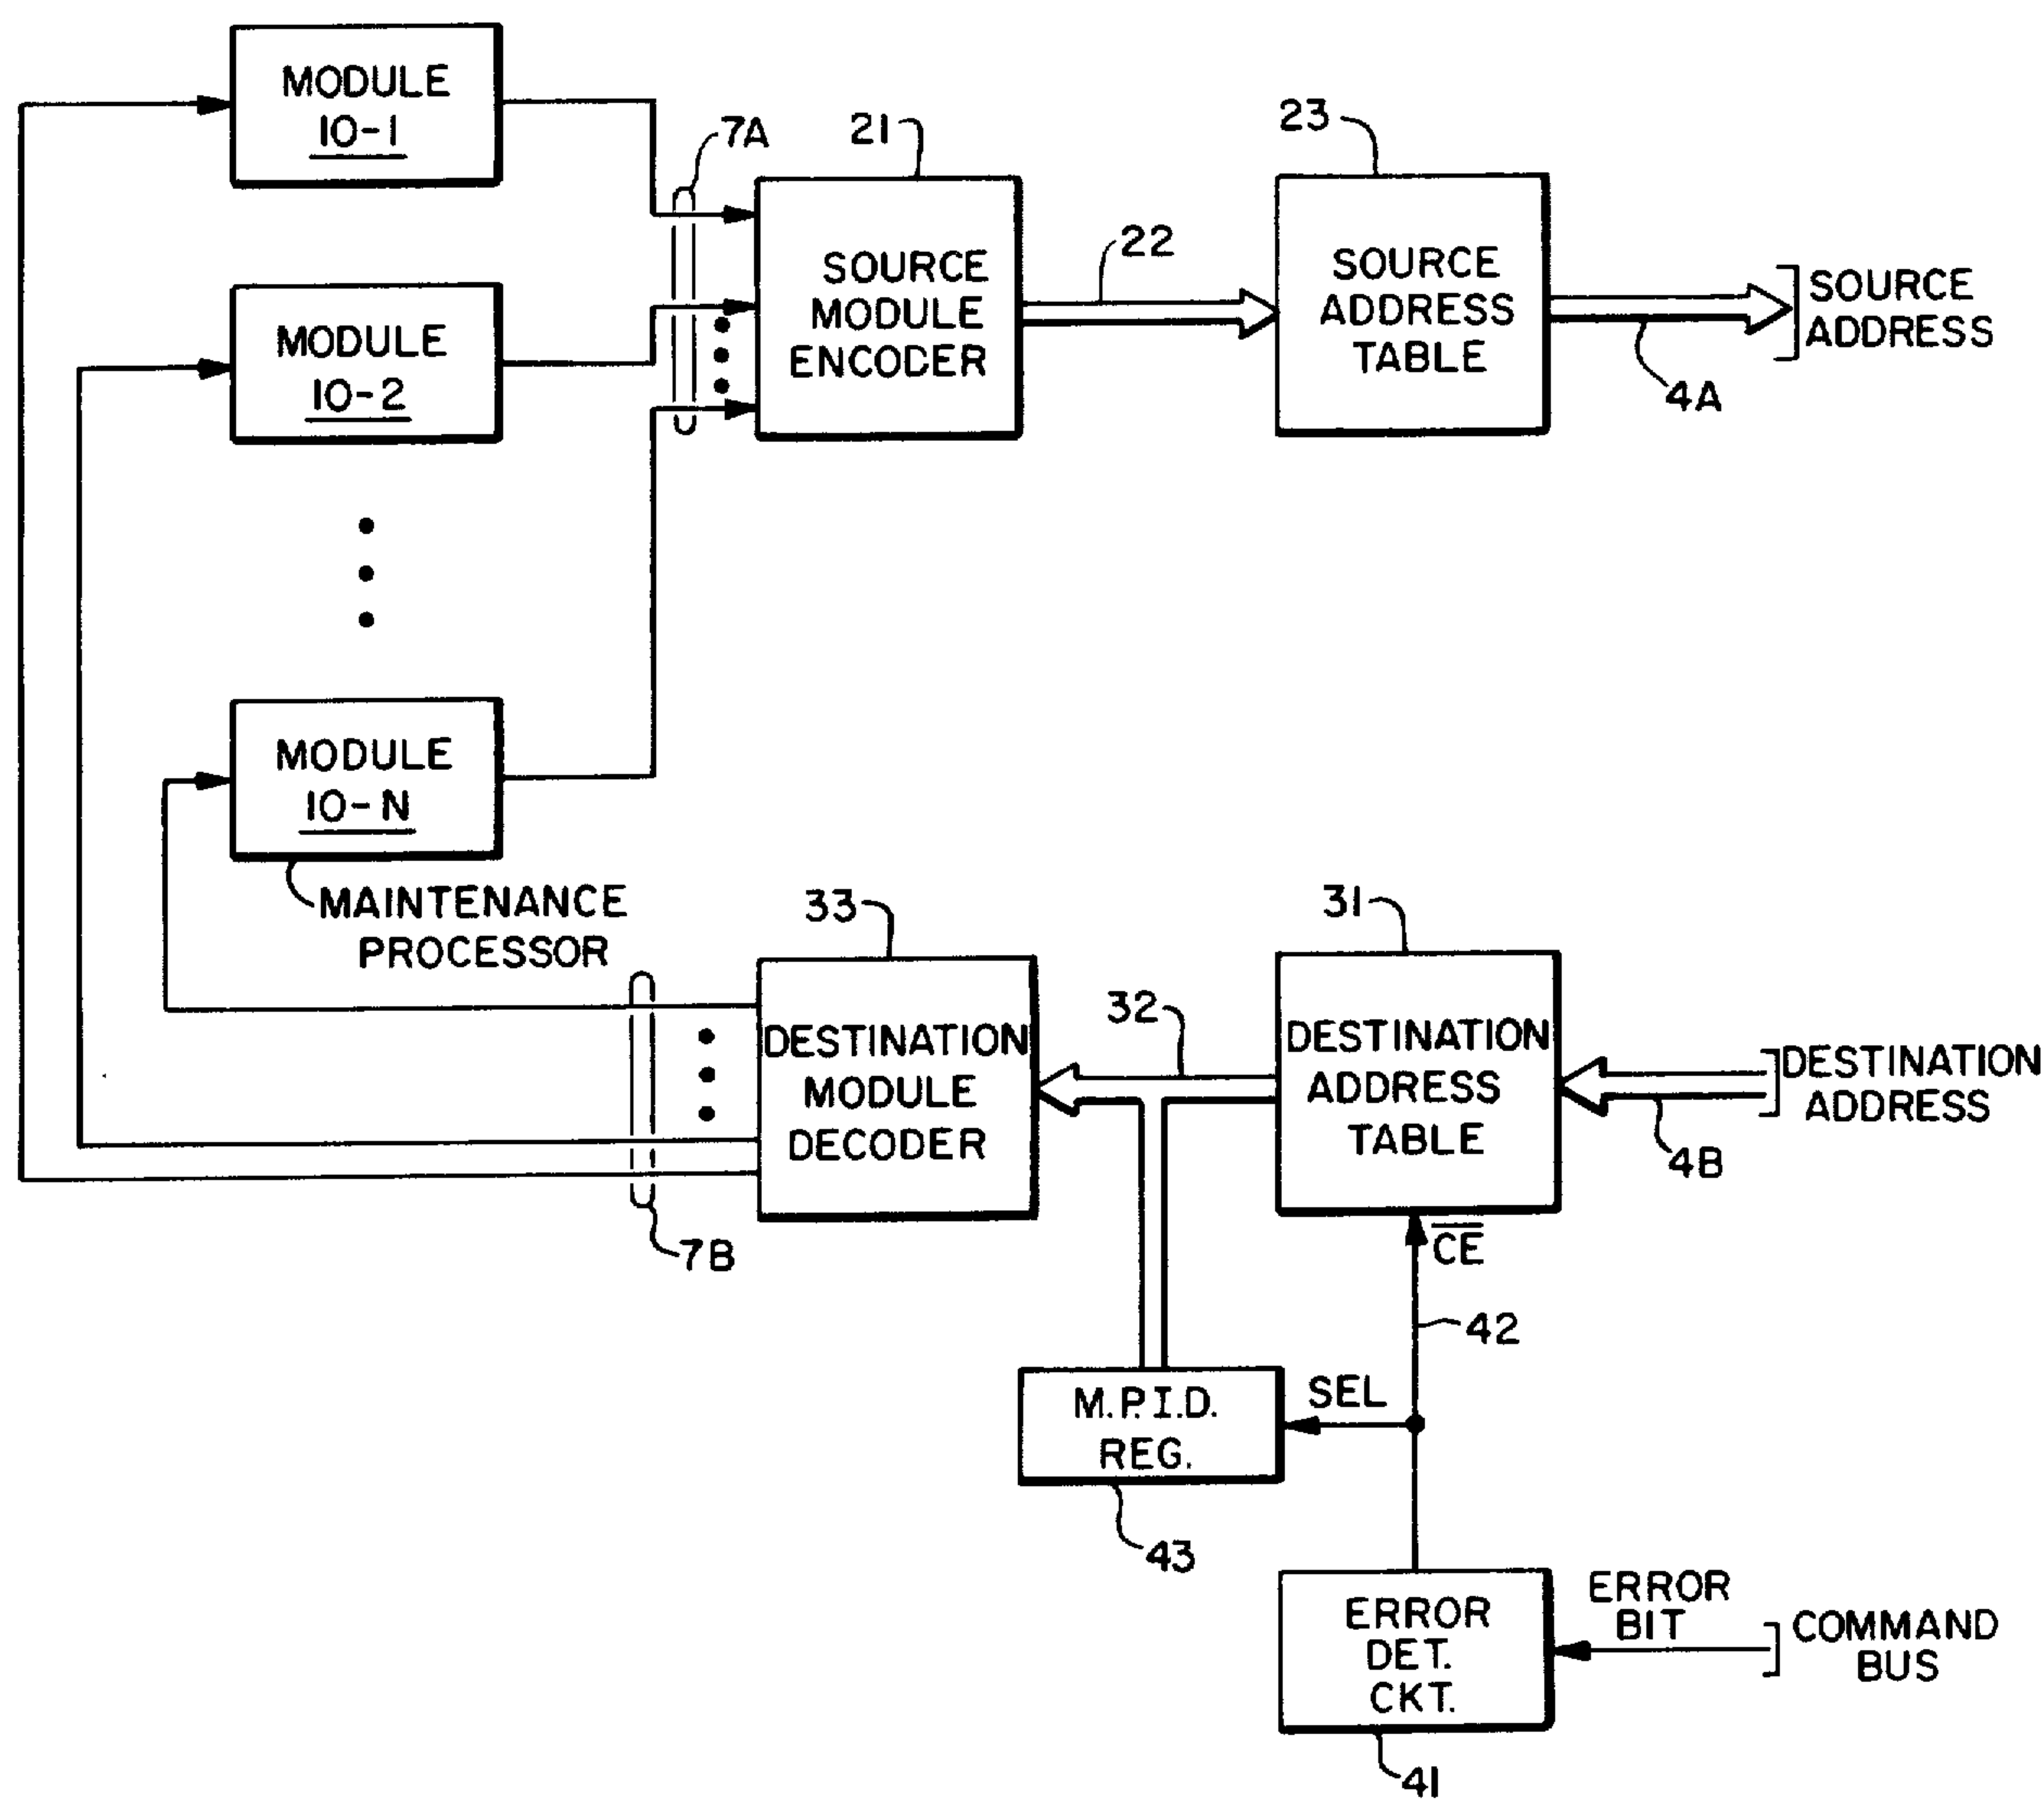 MODULE
10-1
7A
21
23
SOURCE
MODULE
ENCODER
22
SOURCE
ADDRESS
TABLE
SOURCE
ADDRESS
4A
MODULE
10-2
MODULE
10-N
MAINTENANCE
PROCESSOR
33
31
DESTINATION
MODULE
DECODER
32
DESTINATION
ADDRESS
TABLE
DESTINATION
ADDRESS
4B
7B
CE
42
SEL
M.P.I.D.
REG.
43
ERROR
DET.
CKT.
ERROR
BIT
COMMAND
BUS
41